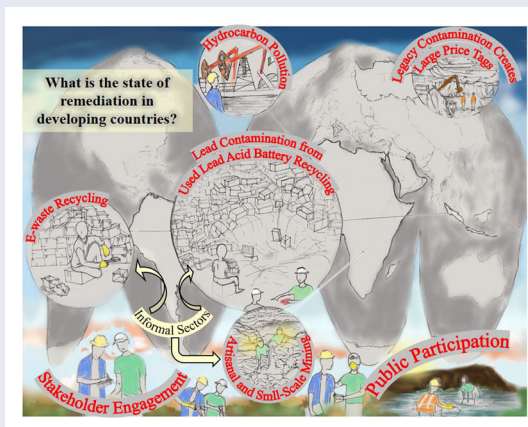 Hydrocarbon Pollution
Legacy Contamination Creates
Large Price Tags
What is the state of
remediation in
developing countries?
Lead Contamination from
Used Lead Acid Battery Recycling
E-waste Recycling
Informal Sectors
Artisinal and Smll-Scale Mining
Stakeholder Engagement
Public Participation